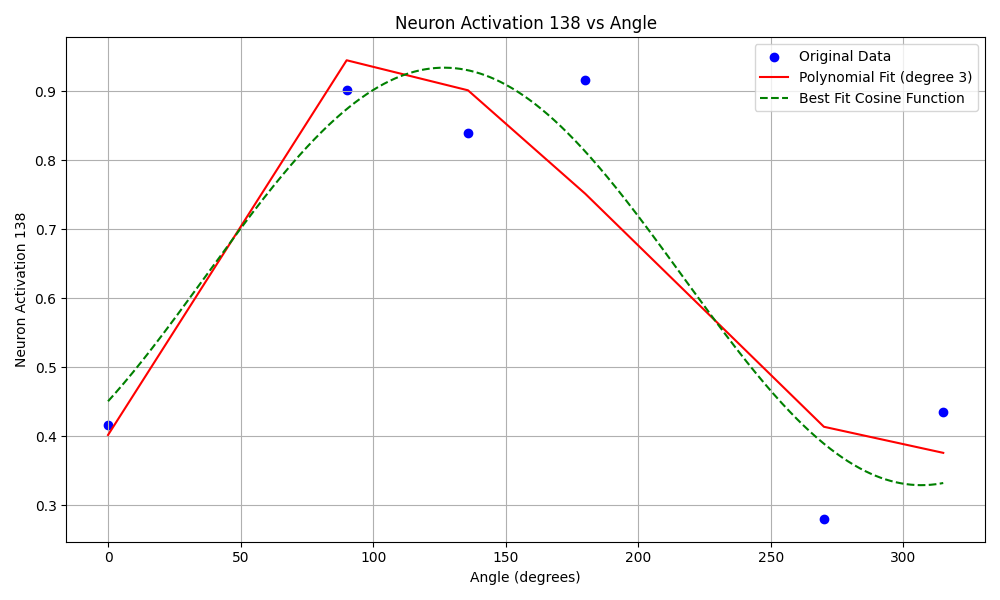 Neuron Activation 138 vs Angle
Original Data
Polynomial Fit (degree 3)
Best Fit Cosine Function
Neuron Activation 138
0.9
0.8
0.7
0.6
0.5
0.4
0.3
0 50 100 150 200 250 300
Angle (degrees)